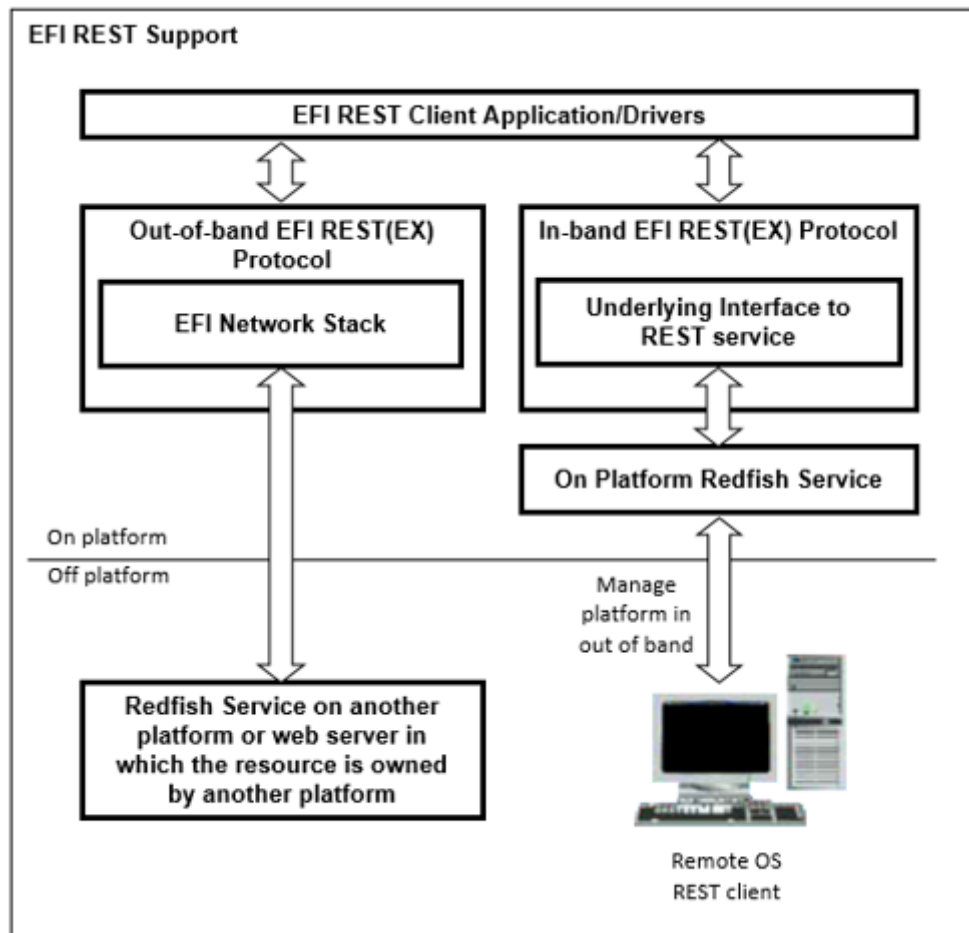 EFI REST Support
EFI REST Client Application/Drivers
Out-of-band EFI REST(EX)
Protocol
EFI Network Stack
In-band EFI REST(EX) Protocol
Underlying Interface to
REST service
On Platform Redfish Service
On platform
Off platform
Manage
platform in
out of band
Redfish Service on another
platform or web server in
which the resource is owned
by another platform
Remote OS
REST client